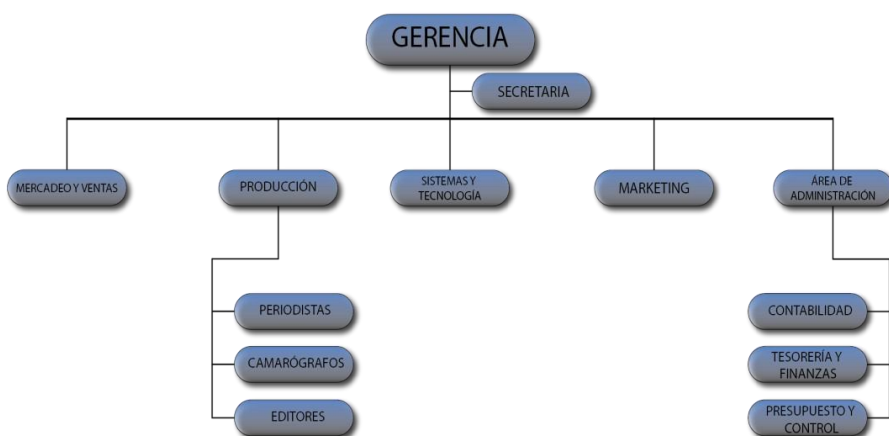 GERENCIA
SECRETARIA
MERCADEO Y VENTAS
PRODUCCIÓN
SISTEMAS Y
TECNOLOGÍA
MARKETING
ÁREA DE
ADMINISTRACIÓN
PERIODISTAS
CAMARÓGRAFOS
EDITORES
CONTABILIDAD
TESORERÍA Y
FINANZAS
PRESUPUESTO Y
CONTROL